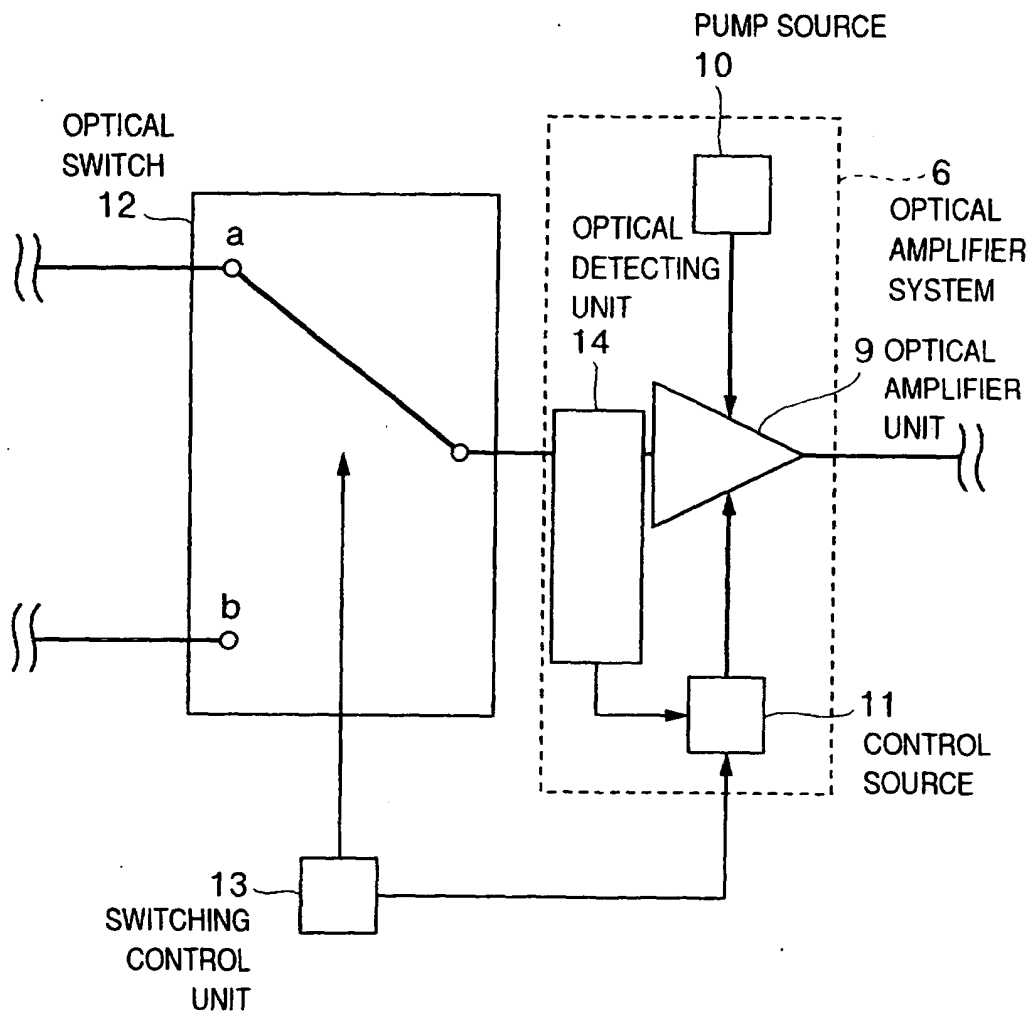 PUMP SOURCE
10
OPTICAL
SWITCH
12
a
b
OPTICAL
DETECTING
UNIT
14
6
OPTICAL
AMPLIFIER
SYSTEM
9 OPTICAL
AMPLIFIER
UNIT
11
CONTROL
SOURCE
13
SWITCHING
CONTROL
UNIT